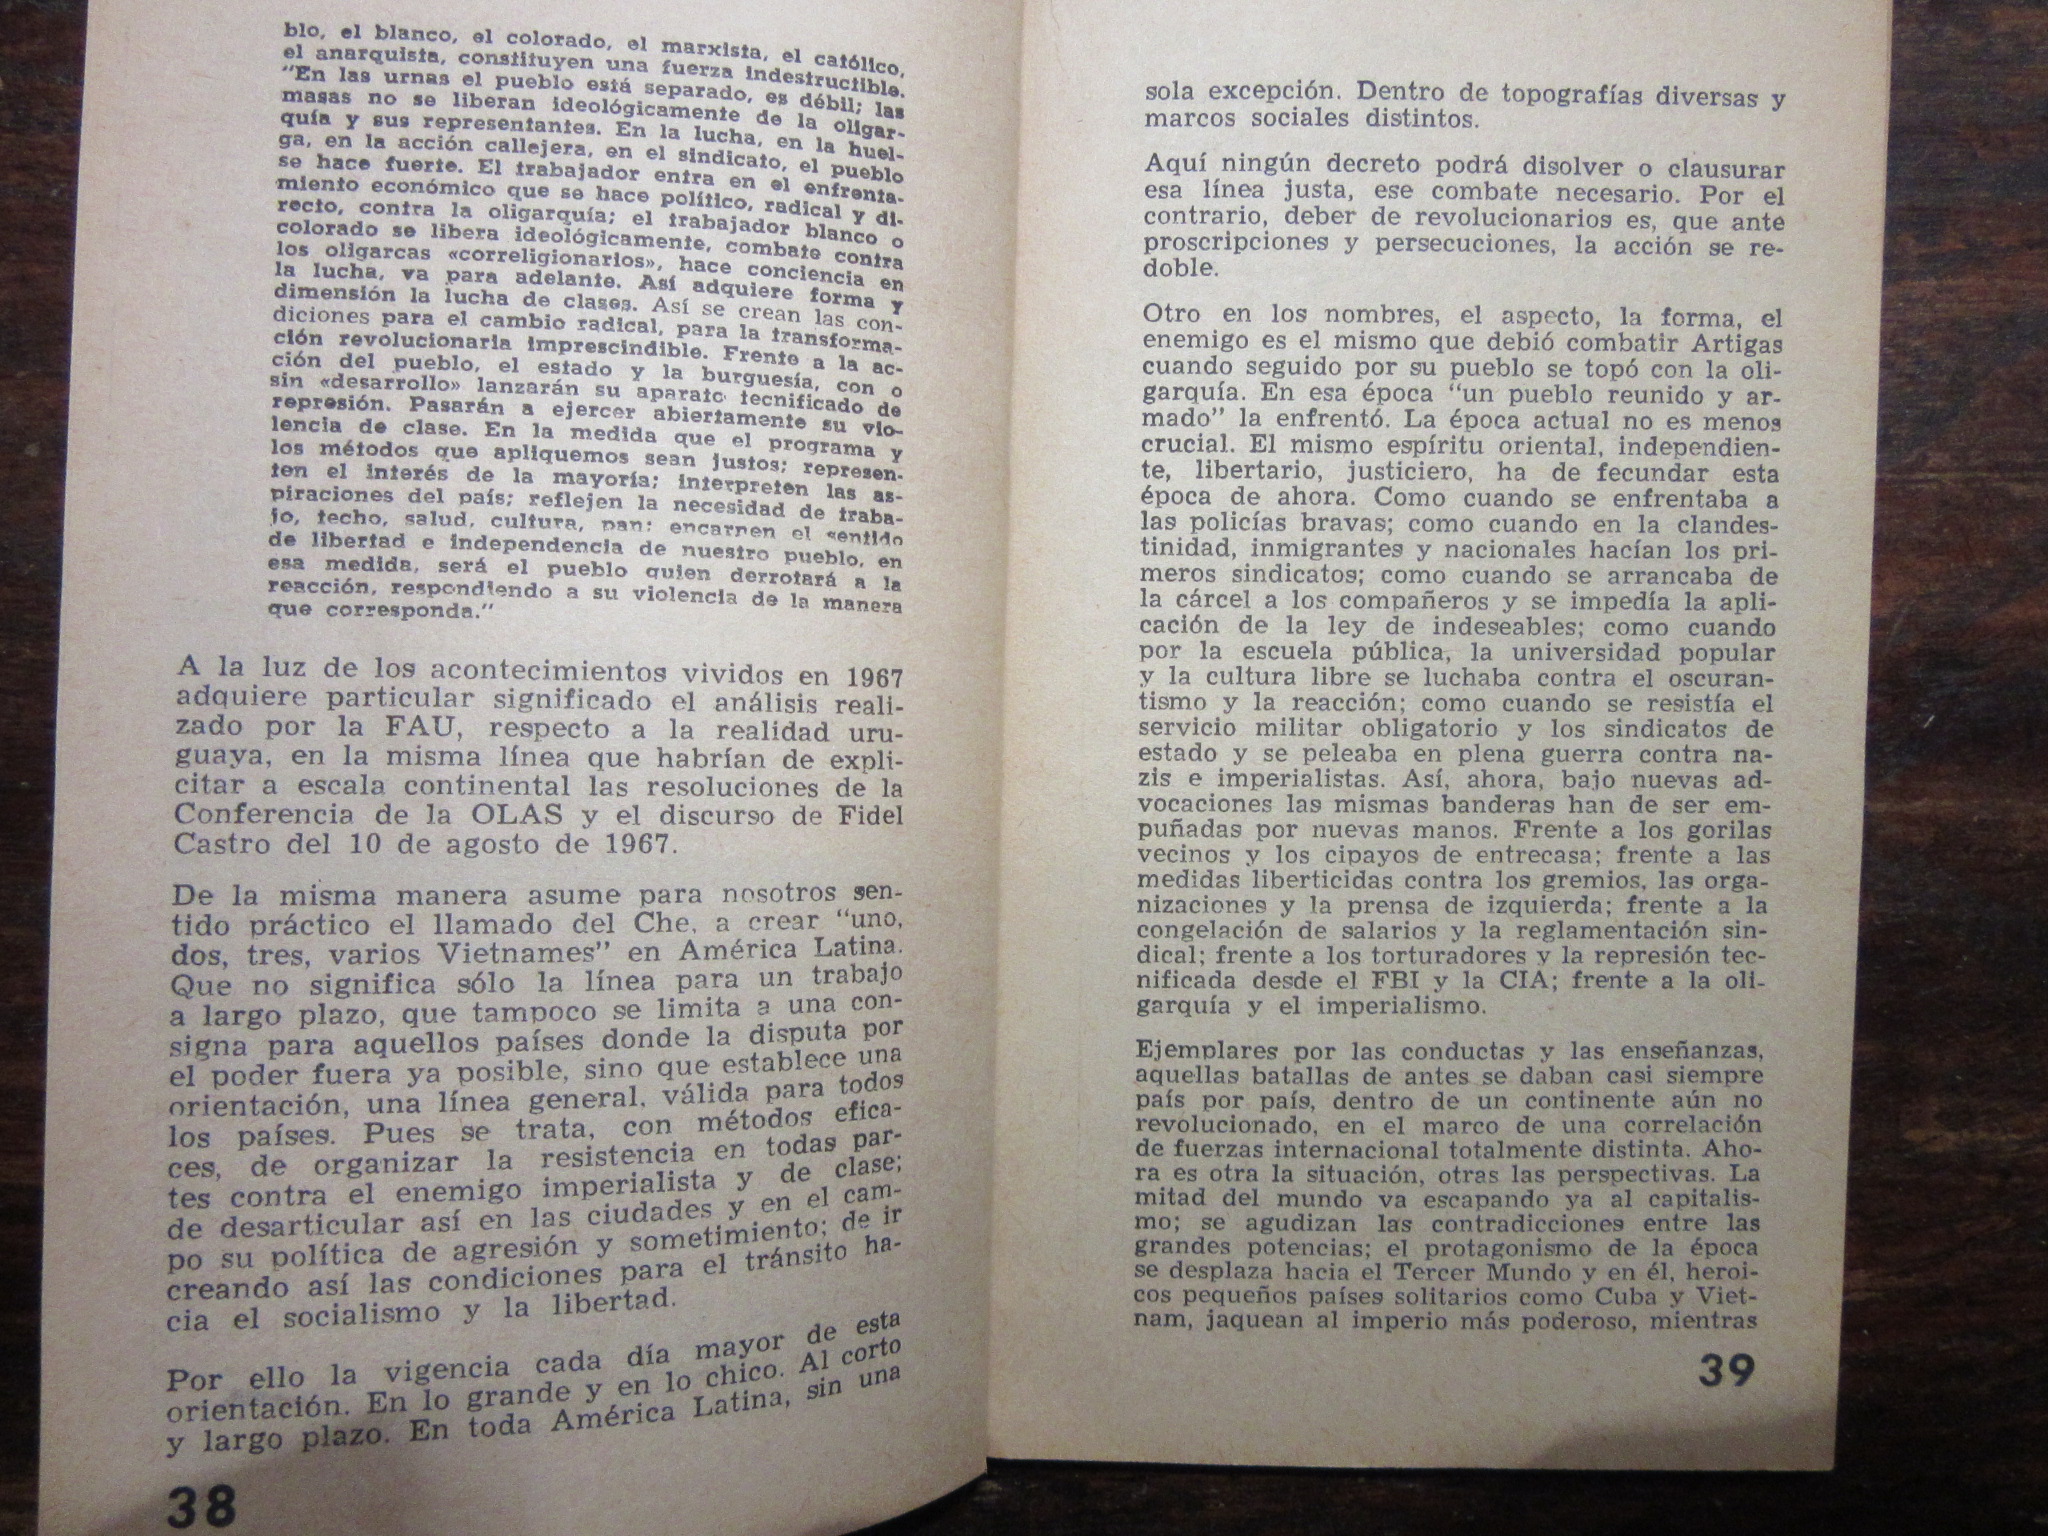 blo, el blanco, el colorado, el marxista, el católico,
el anarquista, constituyen una fuerza indestructible.
"En las urnas el pueblo está separado, es débil; las
masas no se liberan ideológicamente de la oligar-
quía y sus representantes. En la lucha, en la huel-
ga, en la acción callejera, en el sindicato, el pueblo
se hace fuerte. El trabajador entra en el enfrenta-
miento económico que se hace político, radical y di-
recto, contra la oligarquía; el trabajador blanco o
colorado se libera ideológicamente, combate contra
los oligarcas «correligionarios», hace conciencia en
la lucha, va para adelante. Así adquiere forma y
dimensión la lucha de clases. Así se crean las con-
diciones para el cambio radical, para la transforma-
ción revolucionaria imprescindible. Frente a la ac-
ción del pueblo, el estado y la burguesía, con o
sin «desarrollo» lanzarán su aparato tecnificado de
represión. Pasarán a ejercer abiertamente su vio-
lencia de clase. En la medida que el programa y
los métodos que apliquemos sean justos; represen-
ten el interés de la mayoría; interpreten las as-
piraciones del país; reflejen la necesidad de traba-
jo, techo, salud, cultura, pan; encarnen el sentido
de libertad e independencia de nuestro pueblo, en
esa medida, será el pueblo quien derrotará a la
reacción, respondiendo a su violencia de la manera
que corresponda."
A la luz de los acontecimientos vividos en 1967
adquiere particular significado el análisis reali-
zado por la FAU, respecto a la realidad uru-
guaya, en la misma línea que habrían de expli-
citar a escala continental las resoluciones de la
Conferencia de la OLAS y el discurso de Fidel
Castro del 10 de agosto de 1967.
De la misma manera asume para nosotros sen-
tido práctico el llamado del Che, a crear "uno,
dos, tres, varios Vietnames" en América Latina.
Que no significa sólo la línea para un trabajo
a largo plazo, que tampoco se limita a una con-
signa para aquellos países donde la disputa por
el poder fuera ya posible, sino que establece una
orientación, una línea general, válida para todos
los países. Pues se trata, con métodos efica-
ces, de organizar la resistencia en todas par-
tes contra el enemigo imperialista y de clase;
de desarticular así en las ciudades y en el cam-
po su política de agresión y sometimiento; de ir
creando así las condiciones para el tránsito ha-
cia el socialismo y la libertad.
Por ello la vigencia cada día mayor de esta
orientación. En lo grande y en lo chico. Al corto
y largo plazo. En toda América Latina, sin una
38
sola excepción. Dentro de topografías diversas y
marcos sociales distintos.
Aquí ningún decreto podrá disolver o clausurar
esa línea justa, ese combate necesario. Por el
contrario, deber de revolucionarios es, que ante
proscripciones y persecuciones, la acción se re-
doble.
Otro en los nombres, el aspecto, la forma, el
enemigo es el mismo que debió combatir Artigas
cuando seguido por su pueblo se topó con la oli-
garquía. En esa época "un pueblo reunido y ar-
mado" la enfrentó. La época actual no es menos
crucial. El mismo espíritu oriental, independien-
te, libertario, justiciero, ha de fecundar esta
época de ahora. Como cuando se enfrentaba a
las policías bravas; como cuando en la clandes-
tinidad, inmigrantes y nacionales hacían los pri-
meros sindicatos; como cuando se arrancaba de
la cárcel a los compañeros y se impedía la apli-
cación de la ley de indeseables; como cuando
por la escuela pública, la universidad popular
y la cultura libre se luchaba contra el oscuran-
tismo y la reacción; como cuando se resistía el
servicio militar obligatorio y los sindicatos de
estado y se peleaba en plena guerra contra na-
zis e imperialistas. Así, ahora, bajo nuevas ad-
vocaciones las mismas banderas han de ser em-
puñadas por nuevas manos. Frente a los gorilas
vecinos y los cipayos de entrecasa; frente a las
medidas liberticidas contra los gremios, las orga-
nizaciones y la prensa de izquierda; frente a la
congelación de salarios y la reglamentación sin-
dical; frente a los torturadores y la represión tec-
nificada desde el FBI y la CIA; frente a la oli-
garquía y el imperialismo.
Ejemplares por las conductas y las enseñanzas,
aquellas batallas de antes se daban casi siempre
país por país, dentro de un continente aún no
revolucionado, en el marco de una correlación
de fuerzas internacional totalmente distinta. Aho-
ra es otra la situación, otras las perspectivas. La
mitad del mundo va escapando ya al capitalis-
mo; se agudizan las contradicciones entre las
grandes potencias; el protagonismo de la época
se desplaza hacia el Tercer Mundo y en él, heroi-
cos pequeños países solitarios como Cuba y Viet-
nam, jaquean al imperio más poderoso, mientras
39